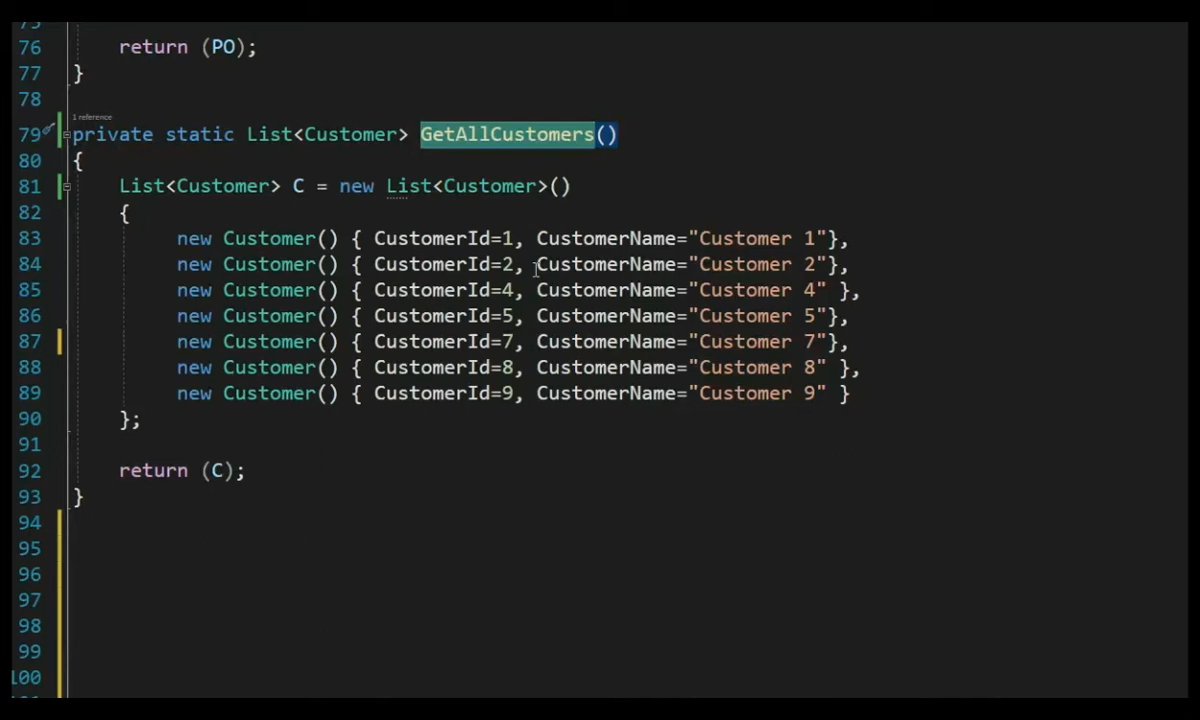 75
76 return (PO);
77 }
78
1 reference
79 private static List<Customer> GetAllCustomers()
80 {
81 List<Customer> C = new List<Customer>()
82 {
83 new Customer() { CustomerId=1, CustomerName="Customer 1"},
84 new Customer() { CustomerId=2, CustomerName="Customer 2"},
85 new Customer() { CustomerId=4, CustomerName="Customer 4" },
86 new Customer() { CustomerId=5, CustomerName="Customer 5"},
87 new Customer() { CustomerId=7, CustomerName="Customer 7"},
88 new Customer() { CustomerId=8, CustomerName="Customer 8" },
89 new Customer() { CustomerId=9, CustomerName="Customer 9" }
90 };
91
92 return (C);
93 }
94
95
96
97
98
99
100